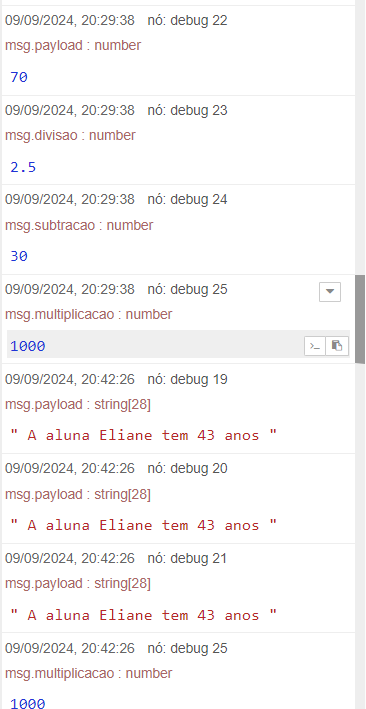 09/09/2024, 20:29:38 nó: debug 22
msg.payload : number
70
09/09/2024, 20:29:38 nó: debug 23
msg.divisao : number
2.5
09/09/2024, 20:29:38 nó: debug 24
msg.subtracao : number
30
09/09/2024, 20:29:38 nó: debug 25
msg.multiplicacao : number
1000
09/09/2024, 20:42:26 nó: debug 19
msg.payload : string[28]
" A aluna Eliane tem 43 anos "
09/09/2024, 20:42:26 nó: debug 20
msg.payload : string[28]
" A aluna Eliane tem 43 anos "
09/09/2024, 20:42:26 nó: debug 21
msg.payload : string[28]
" A aluna Eliane tem 43 anos "
09/09/2024, 20:42:26 nó: debug 25
msg.multiplicacao : number
1000